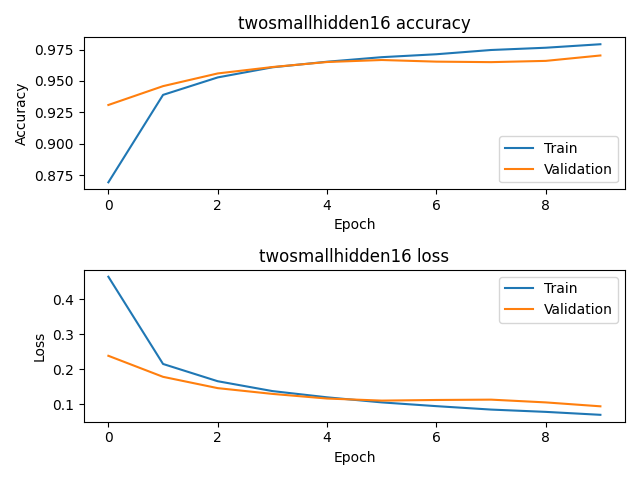 twosmallhidden16 accuracy
0.975
0.950
0.925
0.900
0.875
Accuracy
Train
Validation
0 2 4 6 8
Epoch
twosmallhidden16 loss
0.4
0.3
0.2
0.1
Loss
Train
Validation
0 2 4 6 8
Epoch